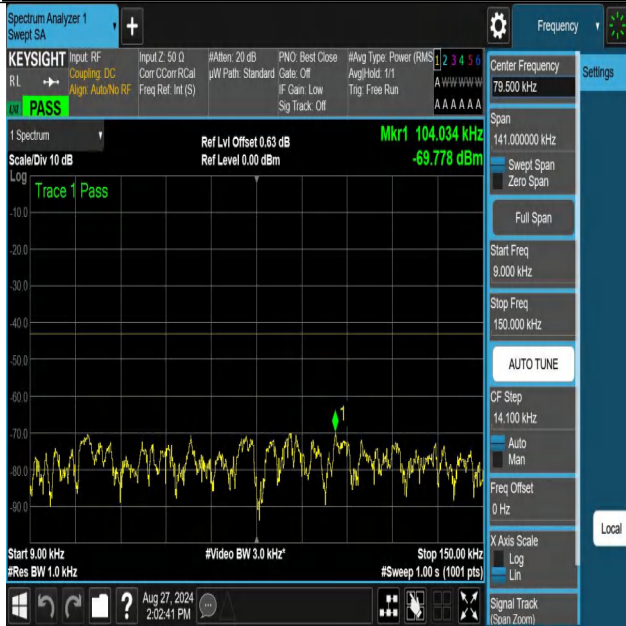 Spectrum Analyzer 1
Swept SA
+
Frequency
KEYSIGHT
Input: RF
Input Z: 50 Ω
#Atten: 20 dB
PNO: Best Close
#Avg Type: Power (RMS
1 2 3 4 5 6
RL
Coupling: DC
Corr CCorr RCal
µW Path: Standard
Gate: Off
Avg|Hold: 1/1
A W W W W W
Align: Auto/No RF
Freq Ref: Int (S)
IF Gain: Low
Trig: Free Run
Sig Track: Off
A A A A A A
PASS
1 Spectrum
Ref Lvl Offset 0.63 dB
Mkr1 104.034 kHz
Scale/Div 10 dB
Ref Level 0.00 dBm
-69.778 dBm
Log
Trace 1 Pass
-10.0
-20.0
-30.0
-40.0
-50.0
-60.0
-70.0
-80.0
-90.0
1
Start 9.00 kHz
#Video BW 3.0 kHz*
Stop 150.00 kHz
#Res BW 1.0 kHz
#Sweep 1.00 s (1001 pts)
Center Frequency
79.500 kHz
Settings
Span
141.000000 kHz
Swept Span
Zero Span
Full Span
Start Freq
9.000 kHz
Stop Freq
150.000 kHz
AUTO TUNE
CF Step
14.100 kHz
Auto
Man
Freq Offset
0 Hz
X Axis Scale
Log
Lin
Local
Signal Track
(Span Zoom)
?
Aug 27, 2024
2:02:41 PM